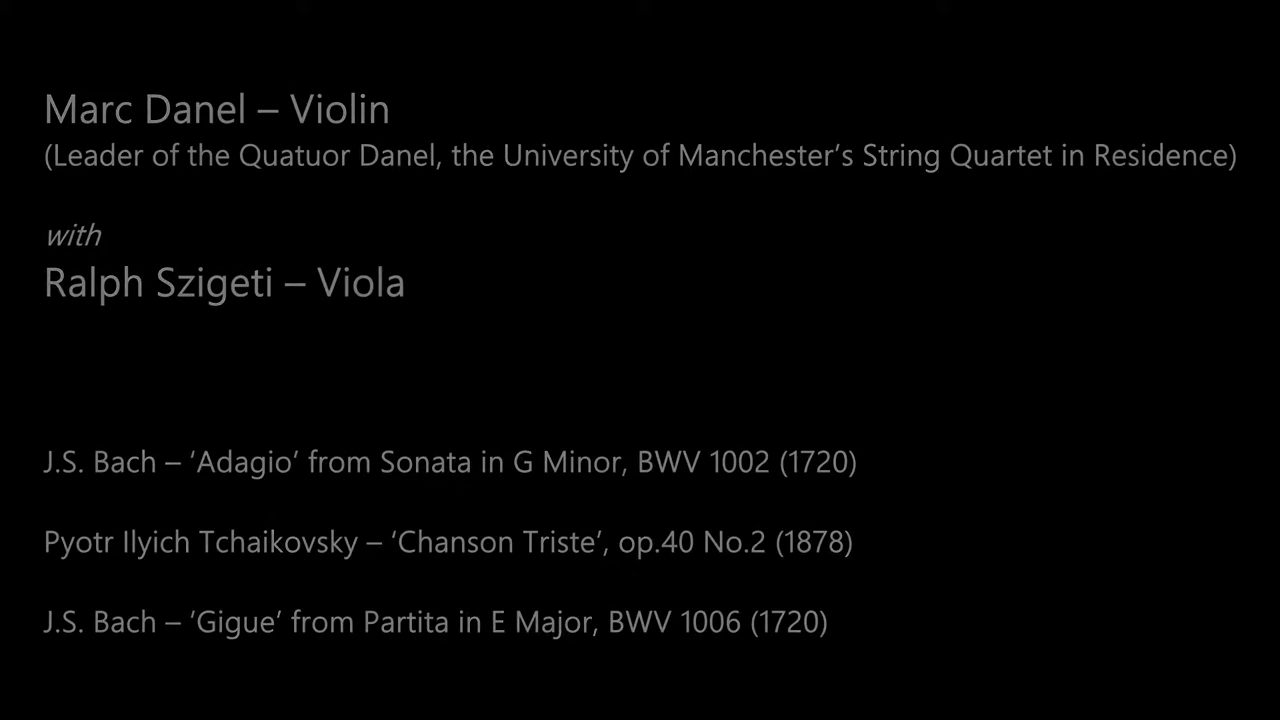 Marc Danel – Violin
(Leader of the Quatuor Danel, the University of Manchester’s String Quartet in Residence)
with
Ralph Szigeti – Viola
J.S. Bach – ‘Adagio’ from Sonata in G Minor, BWV 1002 (1720)
Pyotr Ilyich Tchaikovsky – ‘Chanson Triste’, op.40 No.2 (1878)
J.S. Bach – ‘Gigue’ from Partita in E Major, BWV 1006 (1720)